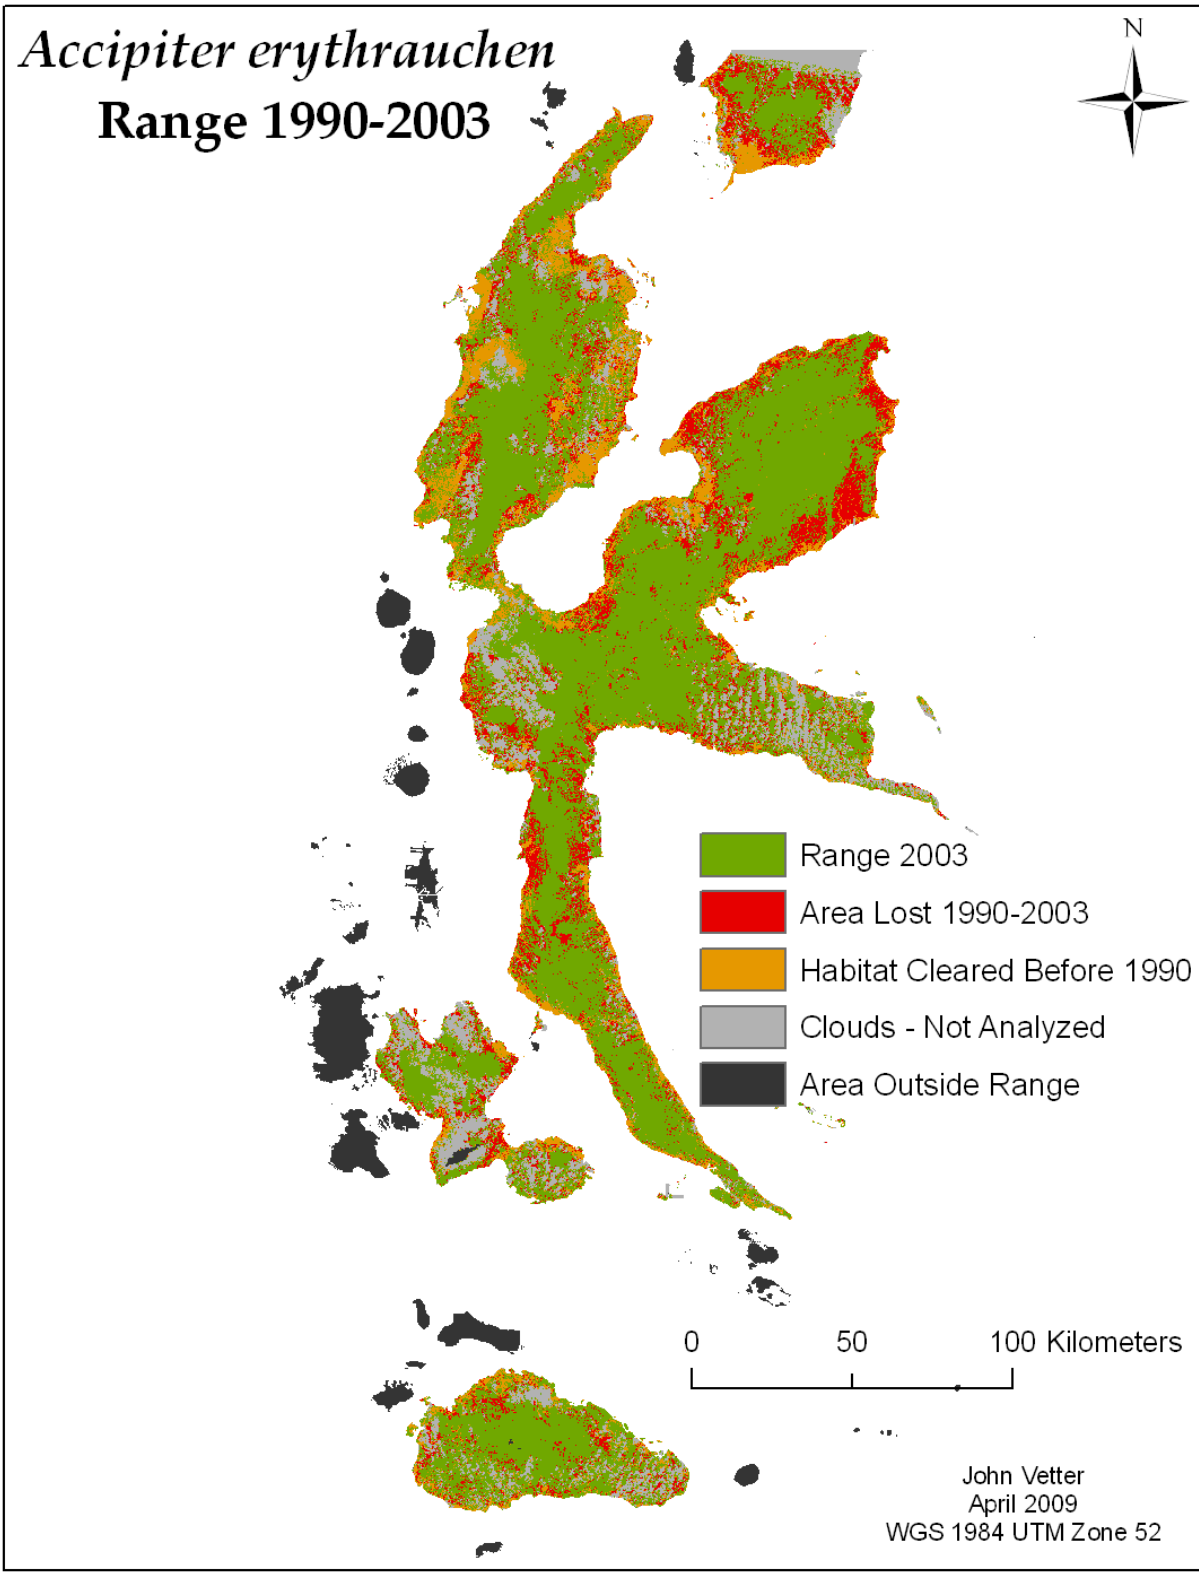 Accipiter erythrauchen
Range 1990-2003
N
Range 2003
Area Lost 1990-2003
Habitat Cleared Before 1990
Clouds - Not Analyzed
Area Outside Range
0 50 100 Kilometers
John Vetter
April 2009
WGS 1984 UTM Zone 52